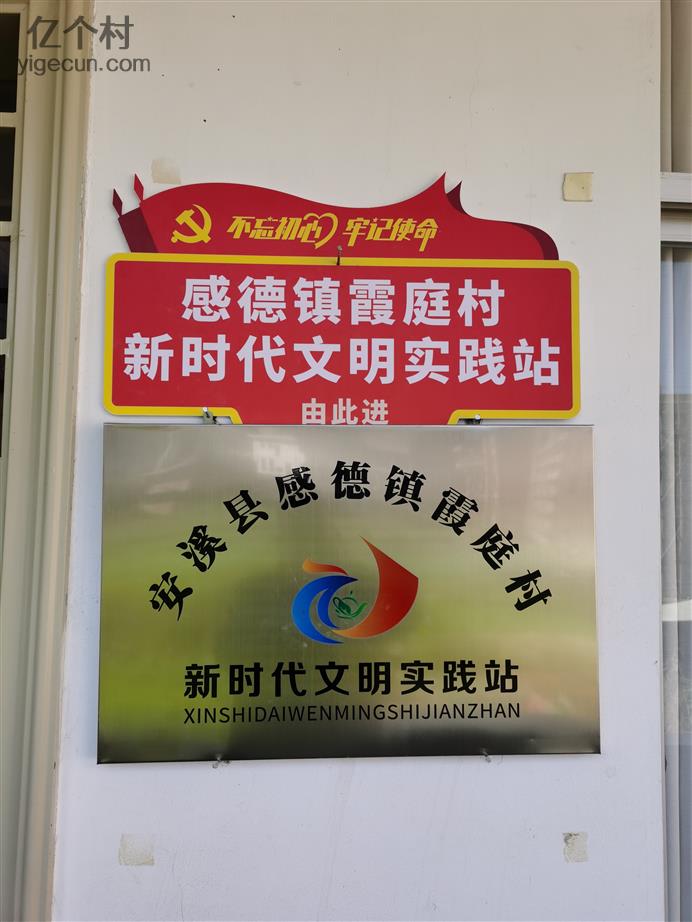 亿个村
yigecun.com
不忘初心 牢记使命
感德镇霞庭村
新时代文明实践站
由此进
安溪县感德镇霞庭村
新时代文明实践站
XINSHIDAIWENMINGSHIJIANZHAN